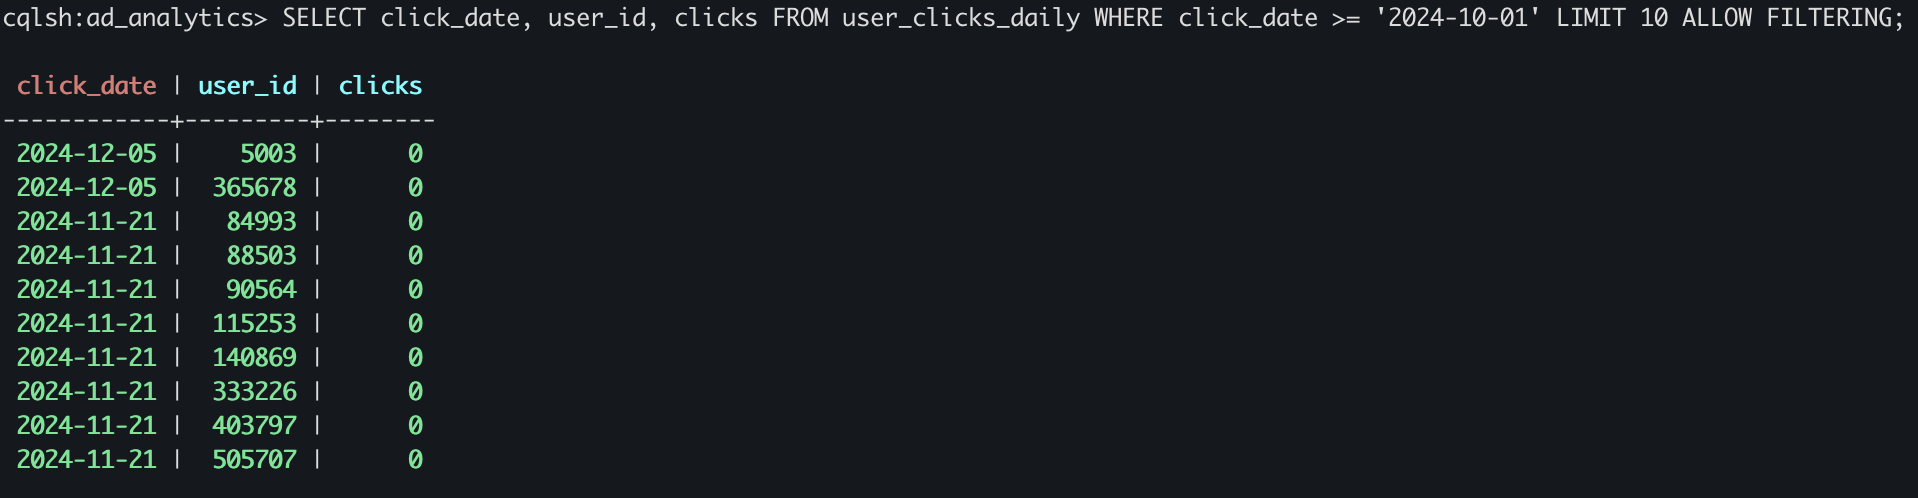 cqlsh:ad_analytics> SELECT click_date, user_id, clicks FROM user_clicks_daily WHERE click_date >= '2024-10-01' LIMIT 10 ALLOW FILTERING;
 click_date | user_id | clicks
------------+---------+--------
 2024-12-05 |    5003 |      0
 2024-12-05 |  365678 |      0
 2024-11-21 |   84993 |      0
 2024-11-21 |   88503 |      0
 2024-11-21 |   90564 |      0
 2024-11-21 |  115253 |      0
 2024-11-21 |  140869 |      0
 2024-11-21 |  333226 |      0
 2024-11-21 |  403797 |      0
 2024-11-21 |  505707 |      0